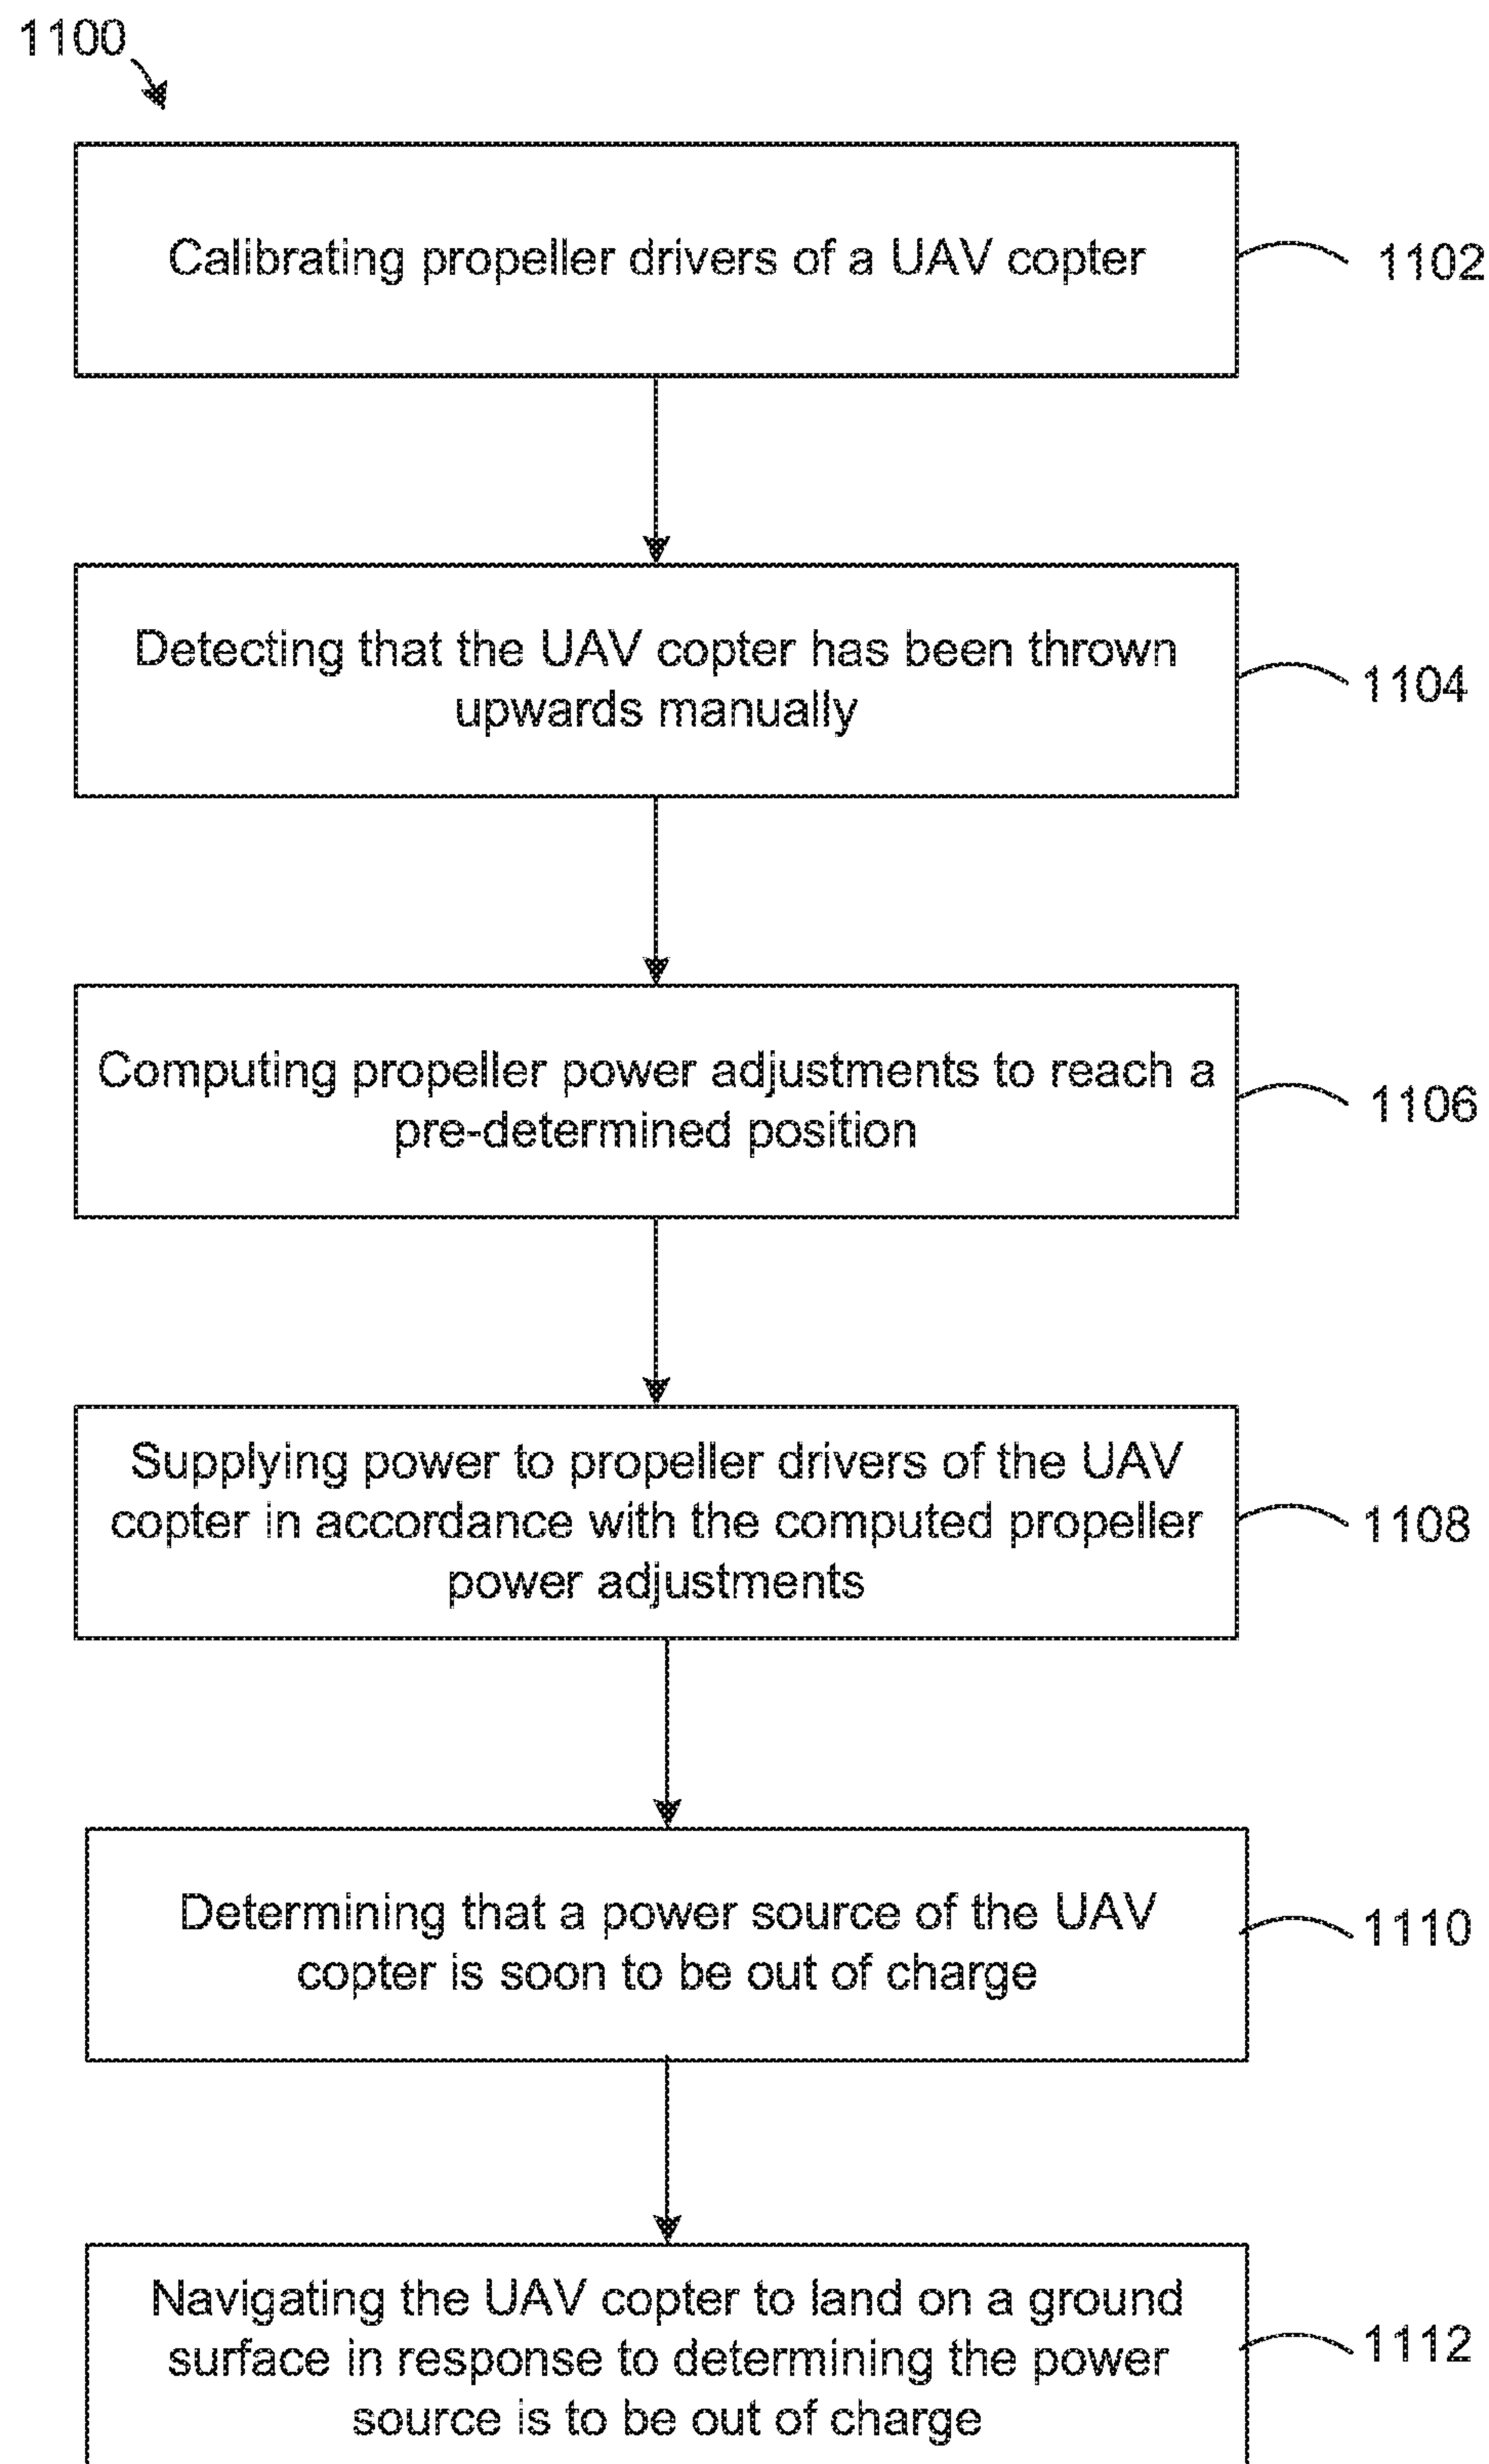 1100
Calibrating propeller drivers of a UAV copter
1102
Detecting that the UAV copter has been thrown
upwards manually
1104
Computing propeller power adjustments to reach a
pre-determined position
1106
Supplying power to propeller drivers of the UAV
copter in accordance with the computed propeller
power adjustments
1108
Determining that a power source of the UAV
copter is soon to be out of charge
1110
Navigating the UAV copter to land on a ground
surface in response to determining the power
source is to be out of charge
1112